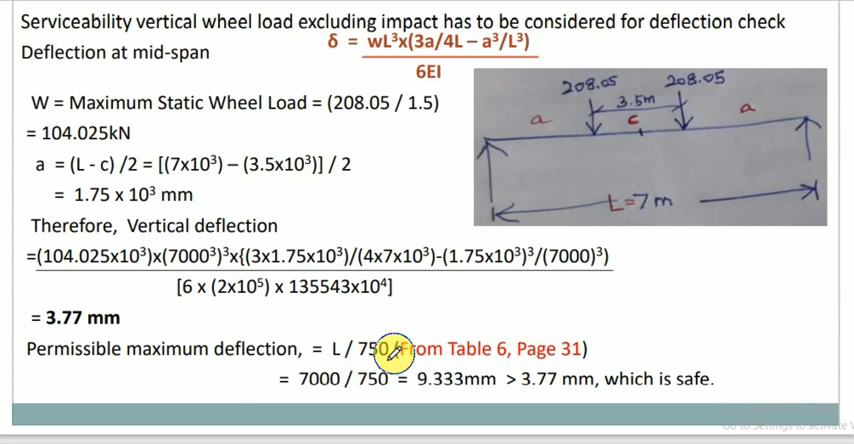 Serviceability vertical wheel load excluding impact has to be considered for deflection check
Deflection at mid-span
δ = wL³x(3a/4L – a³/L³)
6EI
W = Maximum Static Wheel Load = (208.05 / 1.5)
= 104.025kN
a = (L - c) /2 = [(7x10³) – (3.5x10³)] / 2
= 1.75 x 10³ mm
208.05 208.05
3.5m
a c a
L=7m
Therefore, Vertical deflection
=(104.025x10³)x(7000³)³x{(3x1.75x10³)/(4x7x10³)-(1.75x10³)³/(7000)³)
[6 x (2x10⁵) x 135543x10⁴]
= 3.77 mm
Permissible maximum deflection, = L / 750 (From Table 6, Page 31)
= 7000 / 750 = 9.333mm > 3.77 mm, which is safe.